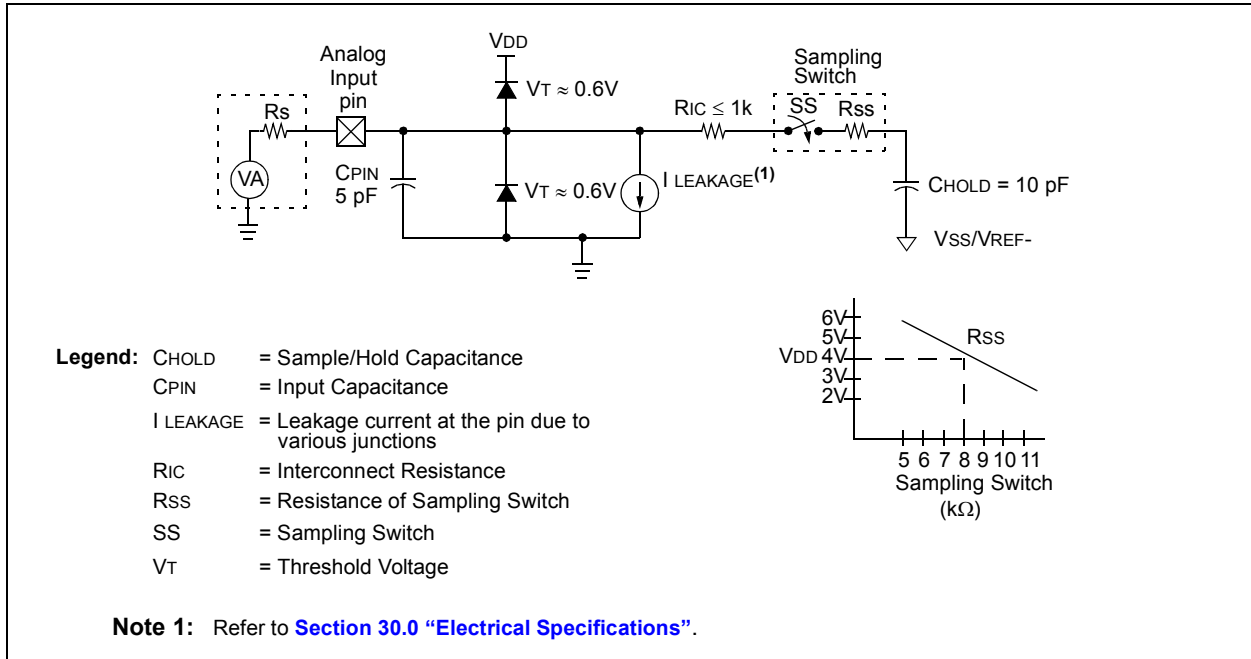 VDD
Analog
Input
pin
Sampling
Switch
Rs
VT ≈ 0.6V
RIC ≤ 1k
SS
Rss
VA
CPIN
5 pF
VT ≈ 0.6V
I LEAKAGE(1)
CHOLD = 10 pF
VSS/VREF-
6V
5V
VDD 4V
3V
2V
RSS
5 6 7 8 9 10 11
Sampling Switch
(kΩ)
Legend: CHOLD = Sample/Hold Capacitance
CPIN = Input Capacitance
I LEAKAGE = Leakage current at the pin due to
various junctions
RIC = Interconnect Resistance
RSS = Resistance of Sampling Switch
SS = Sampling Switch
VT = Threshold Voltage
Note 1: Refer to Section 30.0 “Electrical Specifications”.